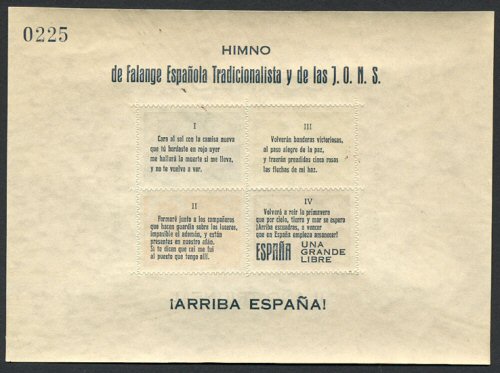 0225
HIMNO
de Falange Española Tradicionalista y de las J. O. N. S.
I
Cara al sol con tu camisa nueva
que tú bordaste en rojo ayer
me hallará la muerte si me lleva,
y no te vuelvo a ver.
III
Volverán banderas victoriosas,
al paso alegre de la paz,
y traerán prendidas cinco rosas
las flechas de mi haz.
II
Formaré junto a los compañeros
que hacen guardia sobre los luceros,
impasible el ademán, y están
presentes en nuestro afán.
Si te dicen que caí me fuí
al puesto que tengo allí.
IV
Volverá a reir la primavera
que por cielo, tierra y mar se espera
¡Arriba escuadras, a vencer
que en España empieza amanecer!
ESPAÑA UNA
GRANDE
LIBRE
¡ARRIBA ESPAÑA!